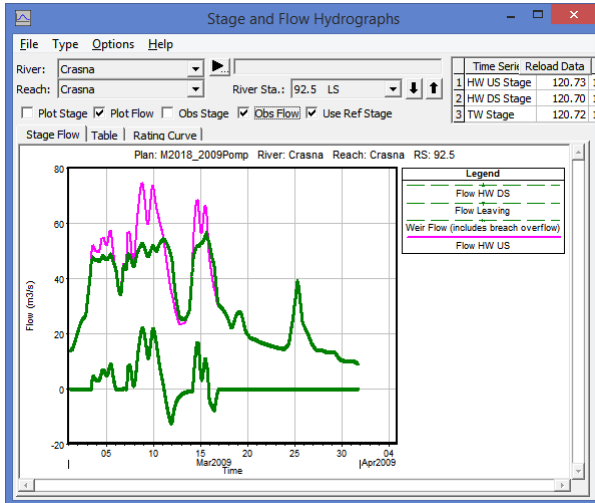 Stage and Flow Hydrographs
File Type Options Help
River: Crasna
Reach: Crasna River Sta.: 92.5 LS
Plot Stage Plot Flow Obs Stage Obs Flow Use Ref Stage
Time Serie Reload Data
1 HW US Stage 120.73
2 HW DS Stage 120.70
3 TW Stage 120.72
Stage Flow Table Rating Curve
Plan: M2018_2009Pomp River: Crasna Reach: Crasna RS: 92.5
Legend
Flow HW DS
Flow Leaving
Weir Flow (includes breach overflow)
Flow HW US
80
60
40
20
0
-20
Flow (m3/s)
05 10 15 20 25 30 04
Mar2009 Apr2009
Time